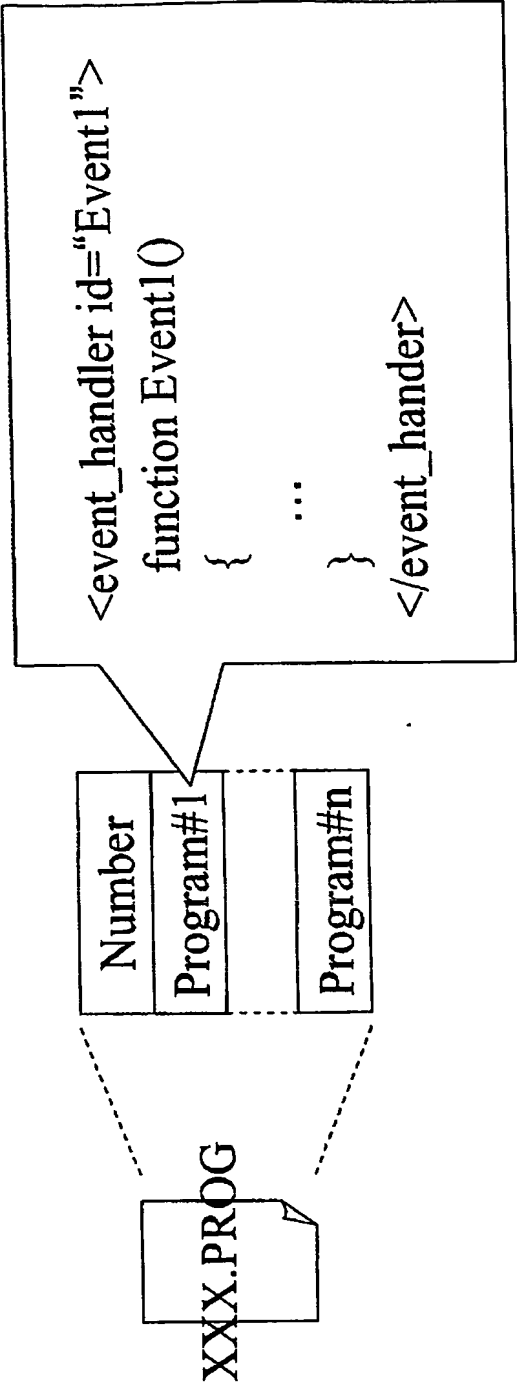 XXX.PROG
Number
Program#1
Program#n
<event_handler id=“Event1”>
function Event1()
{
...
}
</event_hander>